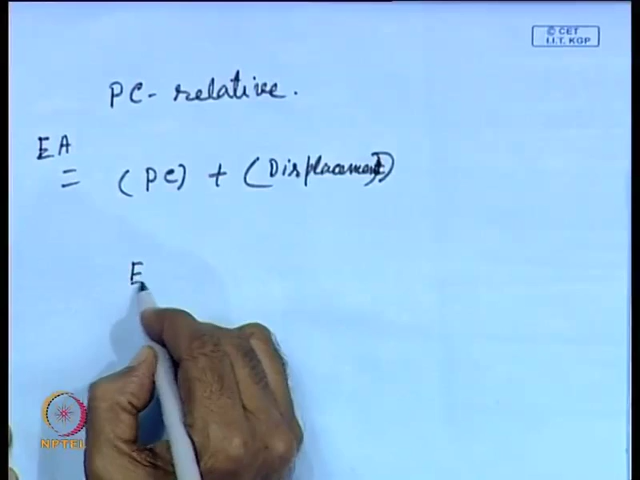 © CET
I.I.T. KGP
PC- relative.
EA
= (PC) + (Displacement)
E
NPTEL